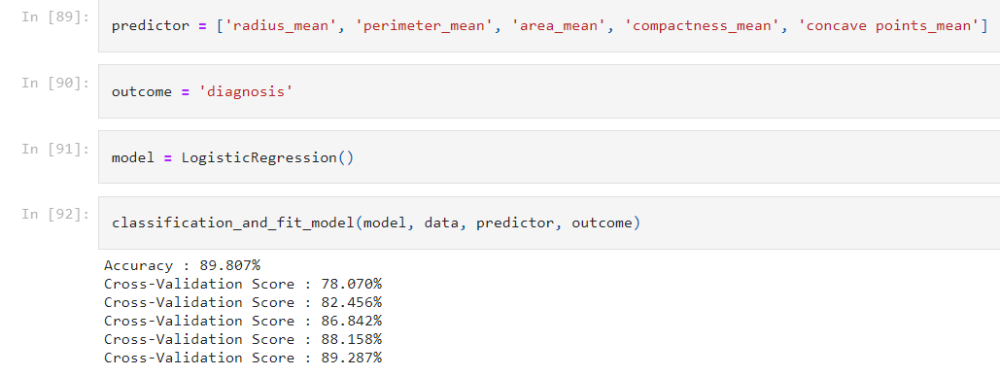 In [89]: predictor = ['radius_mean', 'perimeter_mean', 'area_mean', 'compactness_mean', 'concave points_mean']
In [90]: outcome = 'diagnosis'
In [91]: model = LogisticRegression()
In [92]: classification_and_fit_model(model, data, predictor, outcome)
Accuracy : 89.807%
Cross-Validation Score : 78.070%
Cross-Validation Score : 82.456%
Cross-Validation Score : 86.842%
Cross-Validation Score : 88.158%
Cross-Validation Score : 89.287%